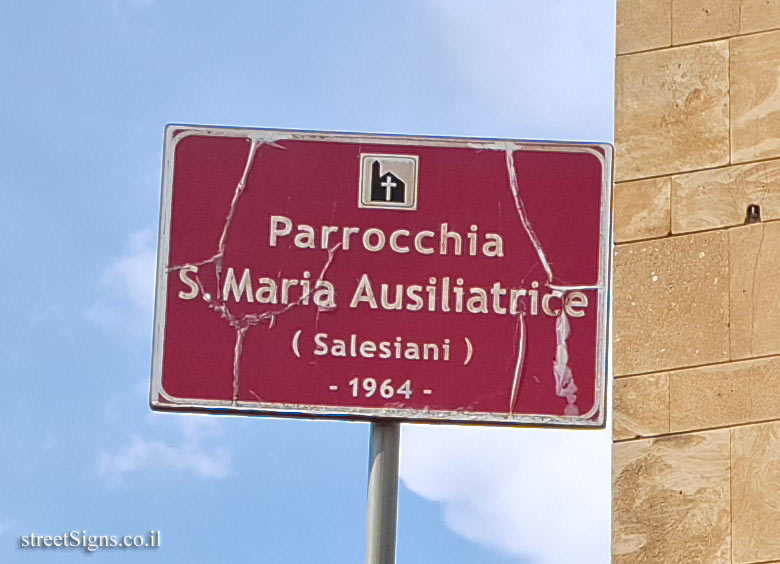 Parrocchia
S. Maria Ausiliatrice
( Salesiani )
- 1964 -
streetSigns.co.il